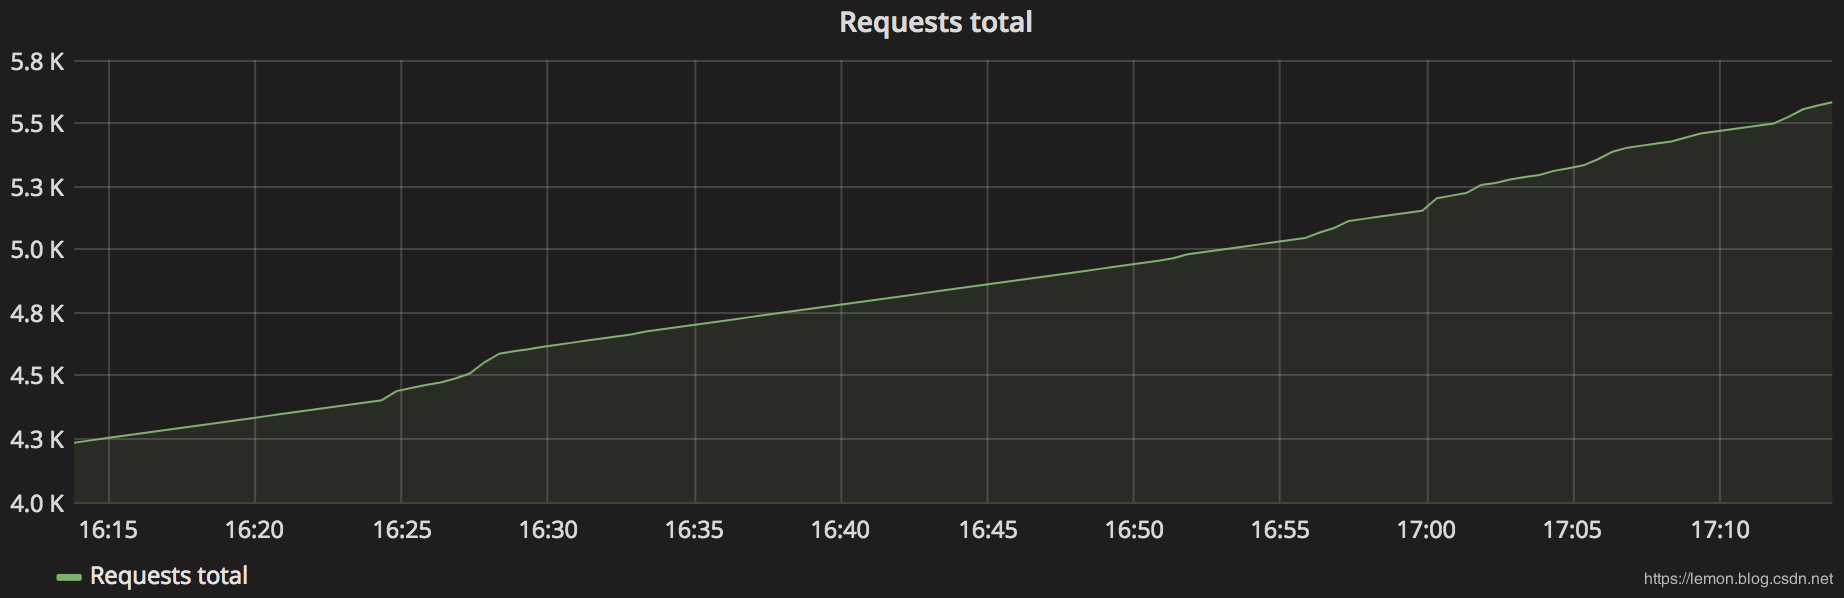 Requests total
5.8 K
5.5 K
5.3 K
5.0 K
4.8 K
4.5 K
4.3 K
4.0 K
16:15 16:20 16:25 16:30 16:35 16:40 16:45 16:50 16:55 17:00 17:05 17:10
Requests total
https://lemon.blog.csdn.net